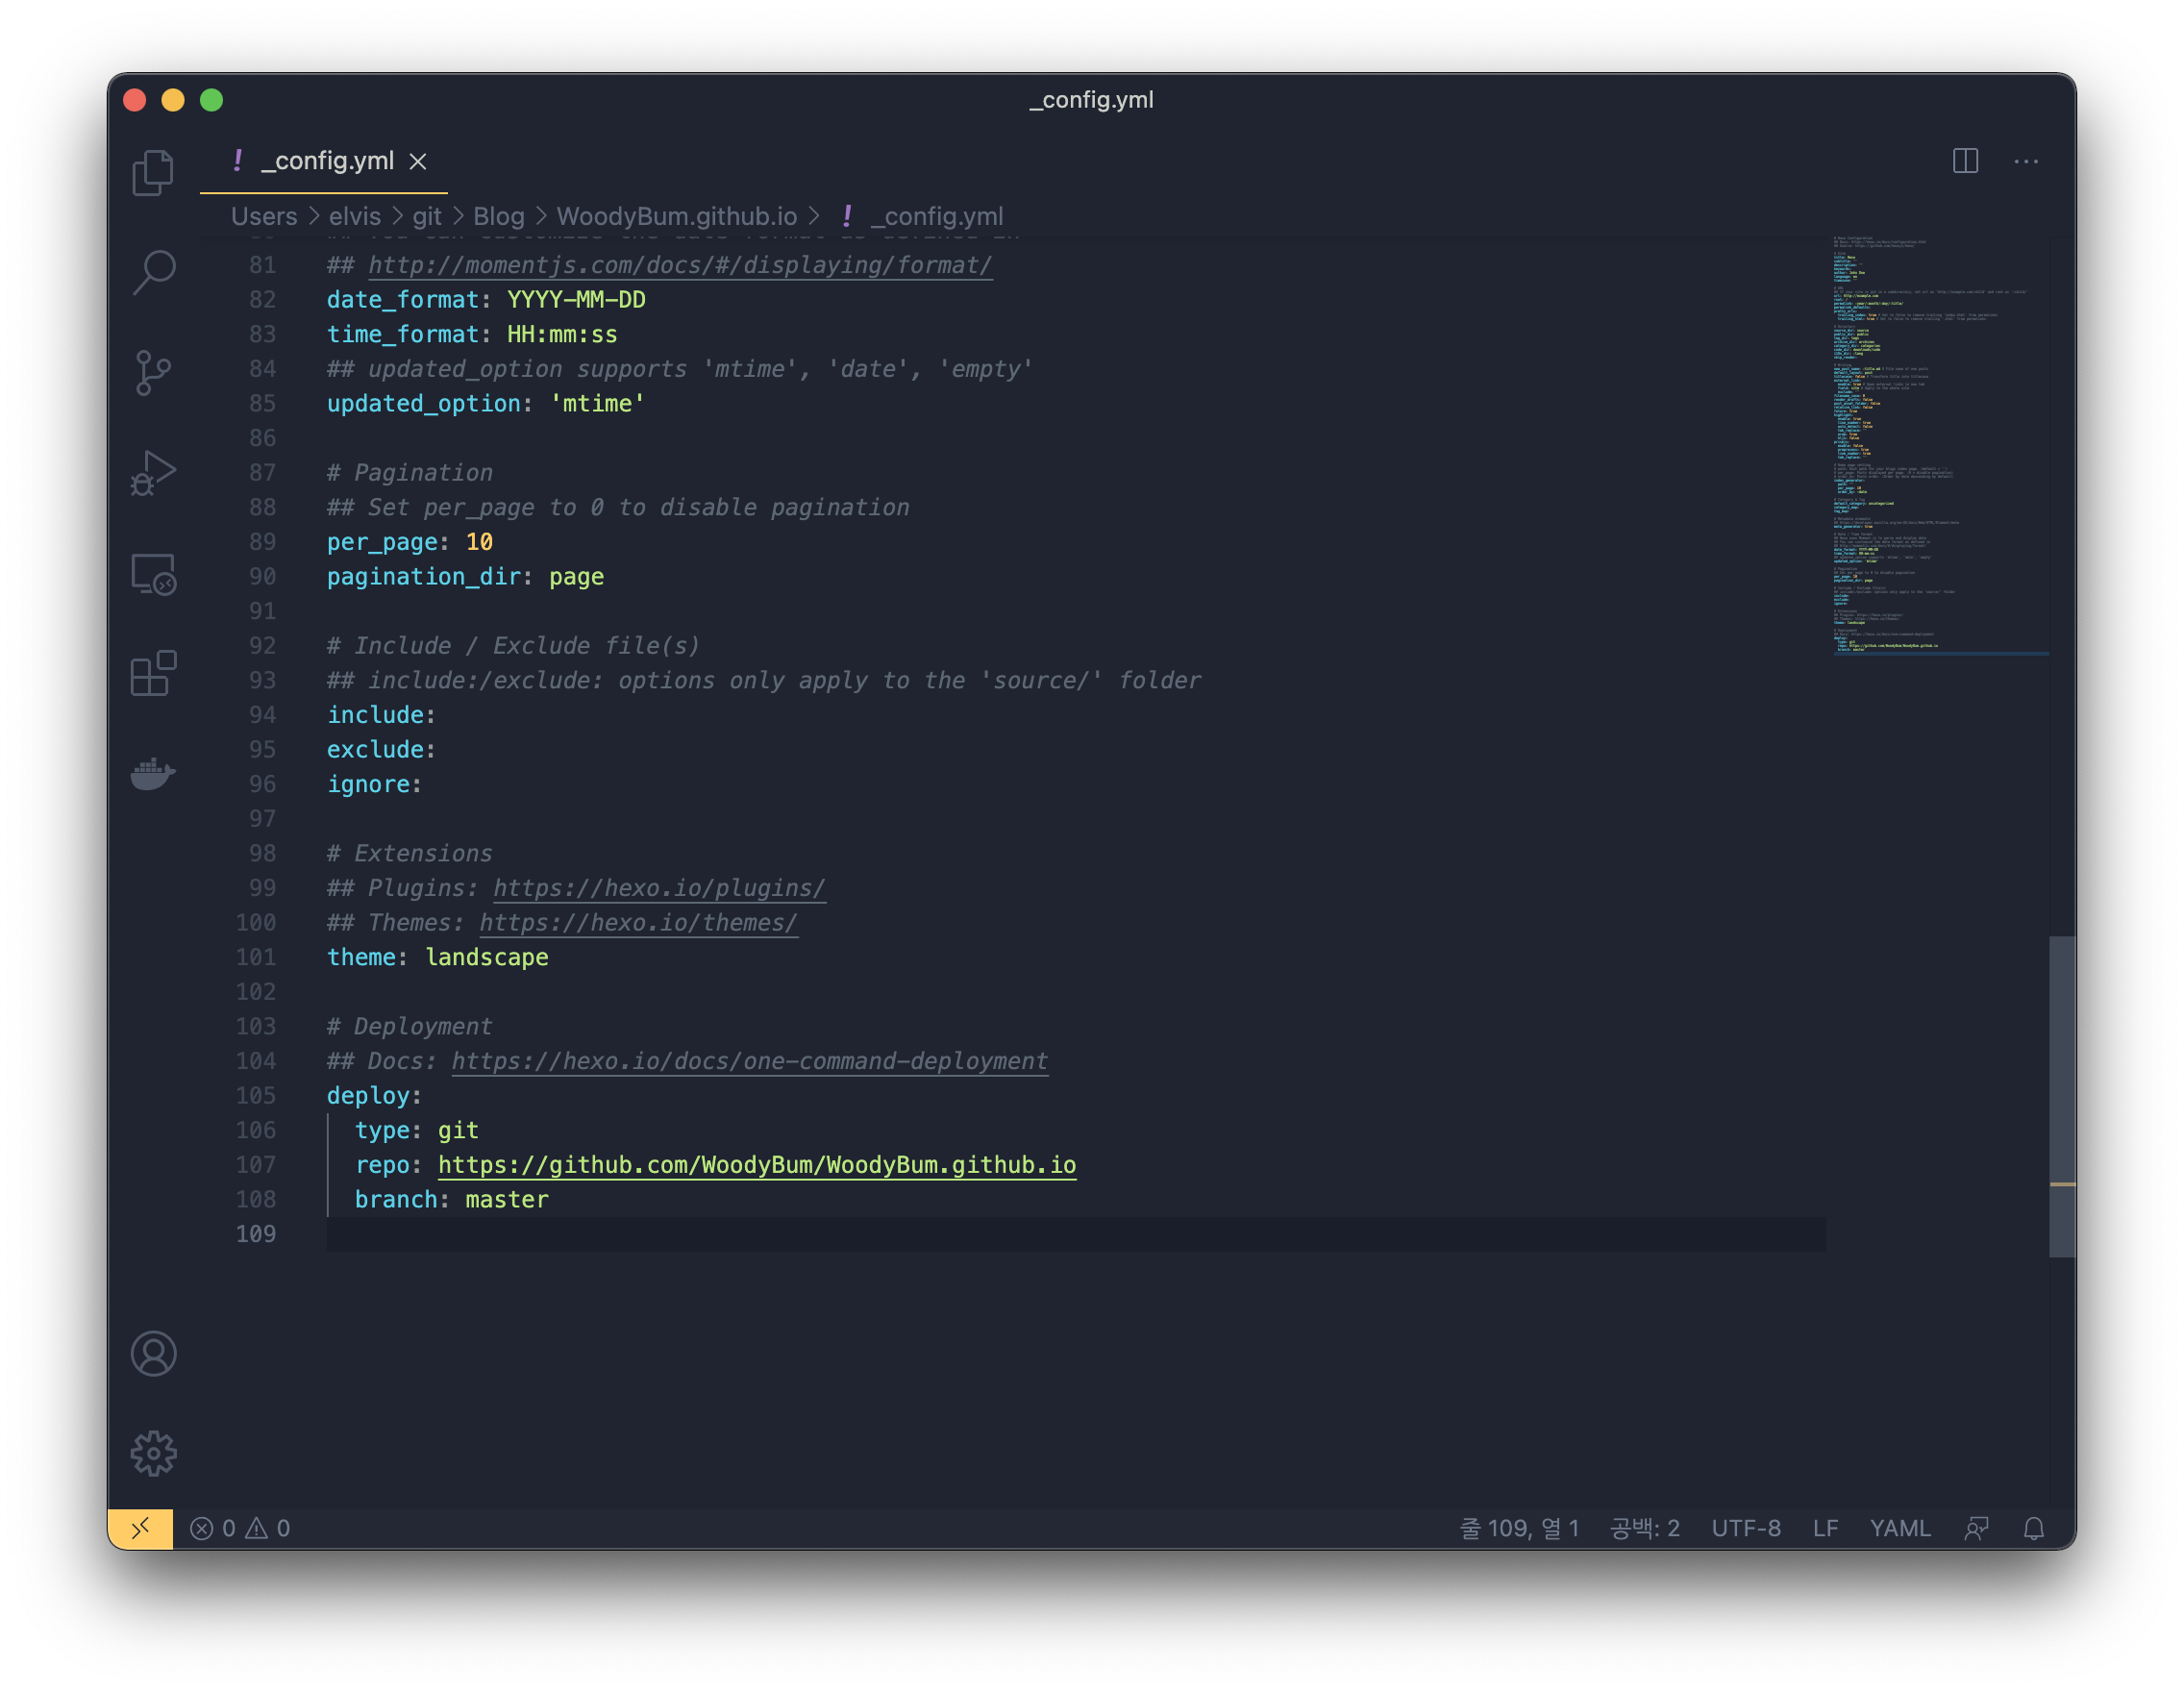 _config.yml
! _config.yml
Users > elvis > git > Blog > WoodyBum.github.io > ! _config.yml
81 ## http://momentjs.com/docs/#/displaying/format/
82 date_format: YYYY-MM-DD
83 time_format: HH:mm:ss
84 ## updated_option supports 'mtime', 'date', 'empty'
85 updated_option: 'mtime'
86
87 # Pagination
88 ## Set per_page to 0 to disable pagination
89 per_page: 10
90 pagination_dir: page
91
92 # Include / Exclude file(s)
93 ## include:/exclude: options only apply to the 'source/' folder
94 include:
95 exclude:
96 ignore:
97
98 # Extensions
99 ## Plugins: https://hexo.io/plugins/
100 ## Themes: https://hexo.io/themes/
101 theme: landscape
102
103 # Deployment
104 ## Docs: https://hexo.io/docs/one-command-deployment
105 deploy:
106 type: git
107 repo: https://github.com/WoodyBum/WoodyBum.github.io
108 branch: master
109
0 0 줄 109, 열 1 공백: 2 UTF-8 LF YAML